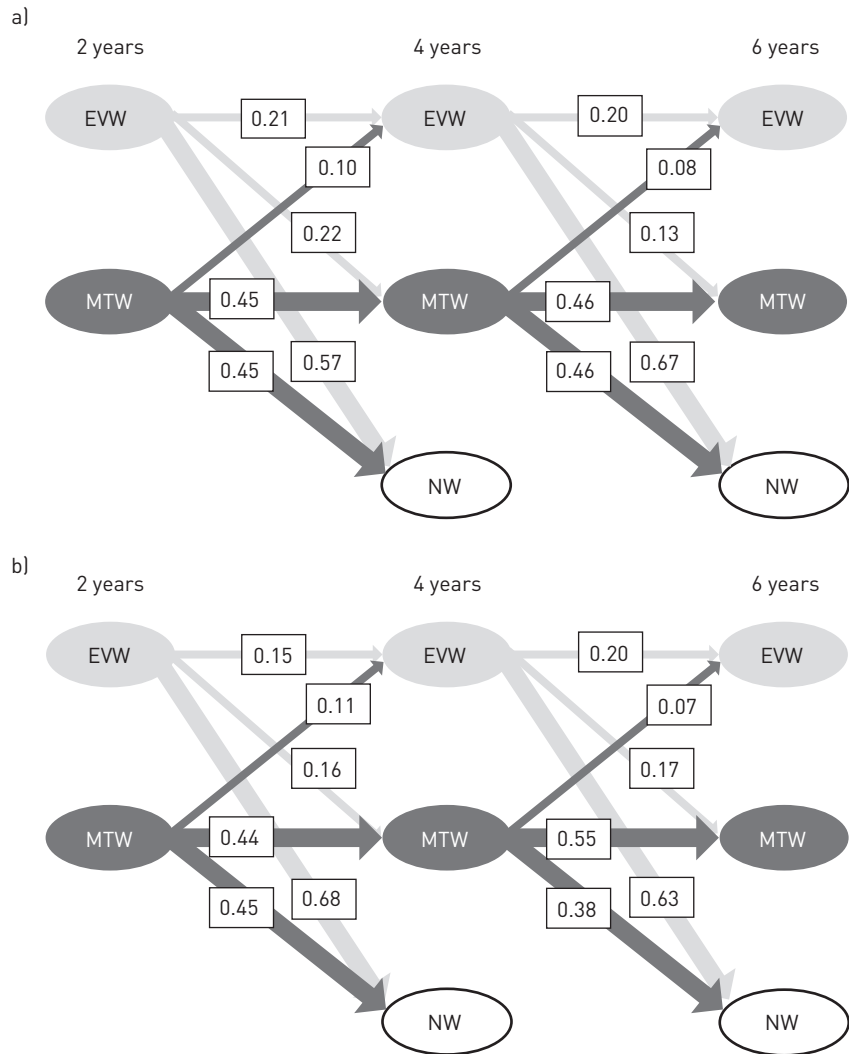 a)
2 years 4 years 6 years
EVW 0.21 EVW 0.20 EVW
0.10 0.08
0.22 0.13
MTW 0.45 MTW 0.46 MTW
0.45 0.57 0.46 0.67
NW NW
b)
2 years 4 years 6 years
EVW 0.15 EVW 0.20 EVW
0.11 0.07
0.16 0.17
MTW 0.44 MTW 0.55 MTW
0.45 0.68 0.38 0.63
NW NW